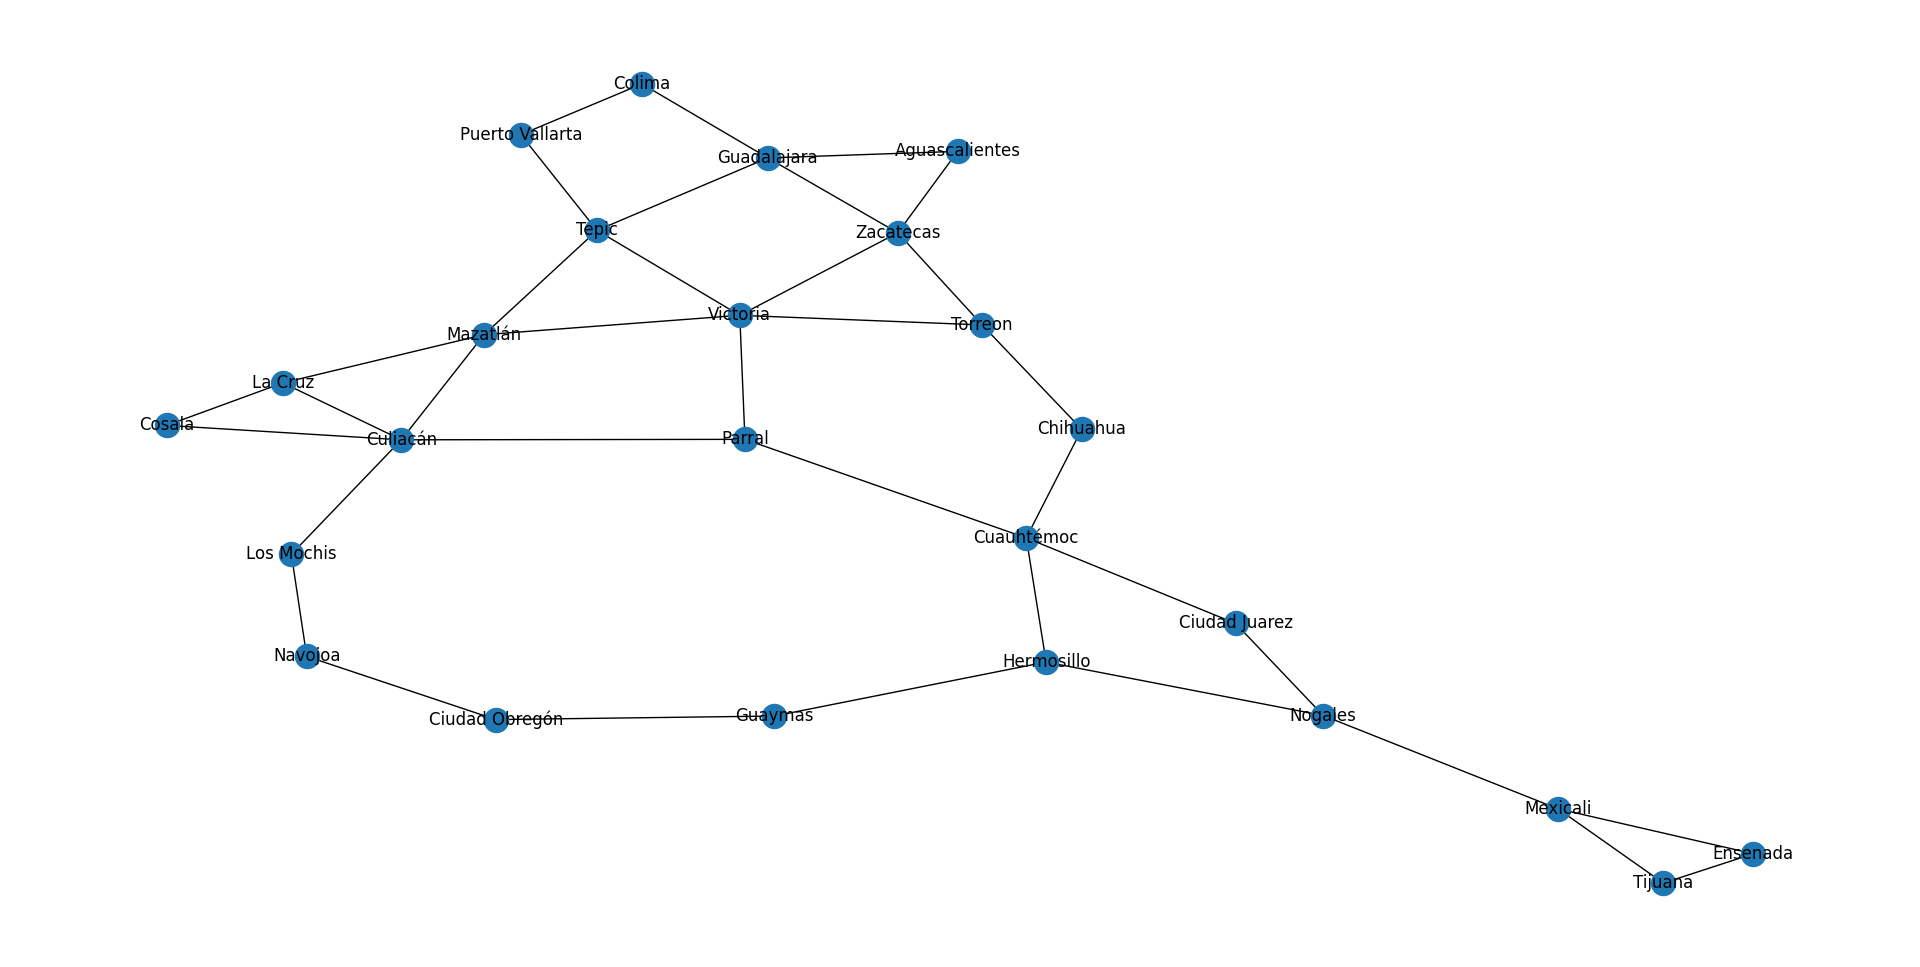 Colima
Puerto Vallarta
Guadalajara
Aguascalientes
Tepic
Zacatecas
Victoria
Torreon
Mazatlán
La Cruz
Cosala
Culiacán
Parral
Chihuahua
Cuauhtémoc
Los Mochis
Ciudad Juarez
Navojoa
Hermosillo
Ciudad Obregón
Guaymas
Nogales
Mexicali
Ensenada
Tijuana